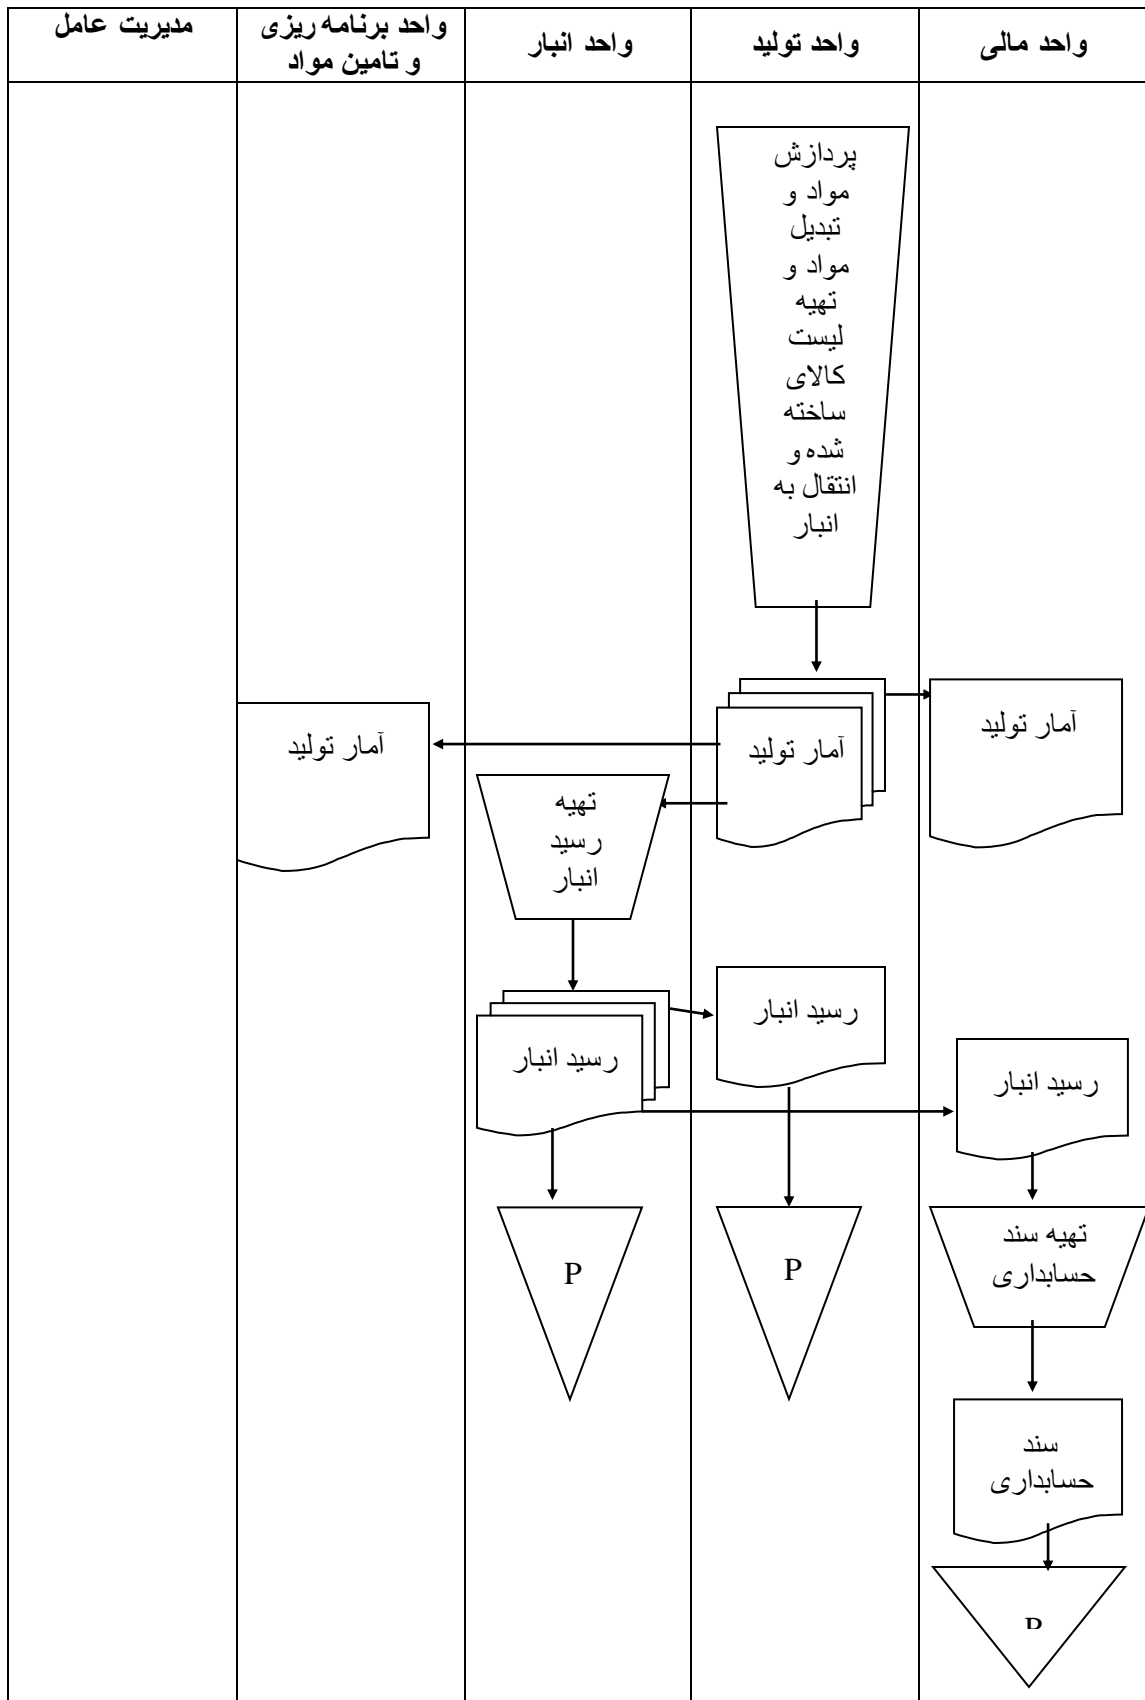 واحد مالی
واحد تولید
واحد انبار
واحد برنامه ریزی
و تامین مواد
مدیریت عامل
پردازش
مواد و
تبدیل
مواد و
تهیه
لیست
کالای
ساخته
شده و
انتقال به
انبار
آمار تولید
آمار تولید
آمار تولید
تهیه
رسید
انبار
رسید انبار
رسید انبار
رسید انبار
P
P
تهیه سند
حسابداری
سند
حسابداری
P